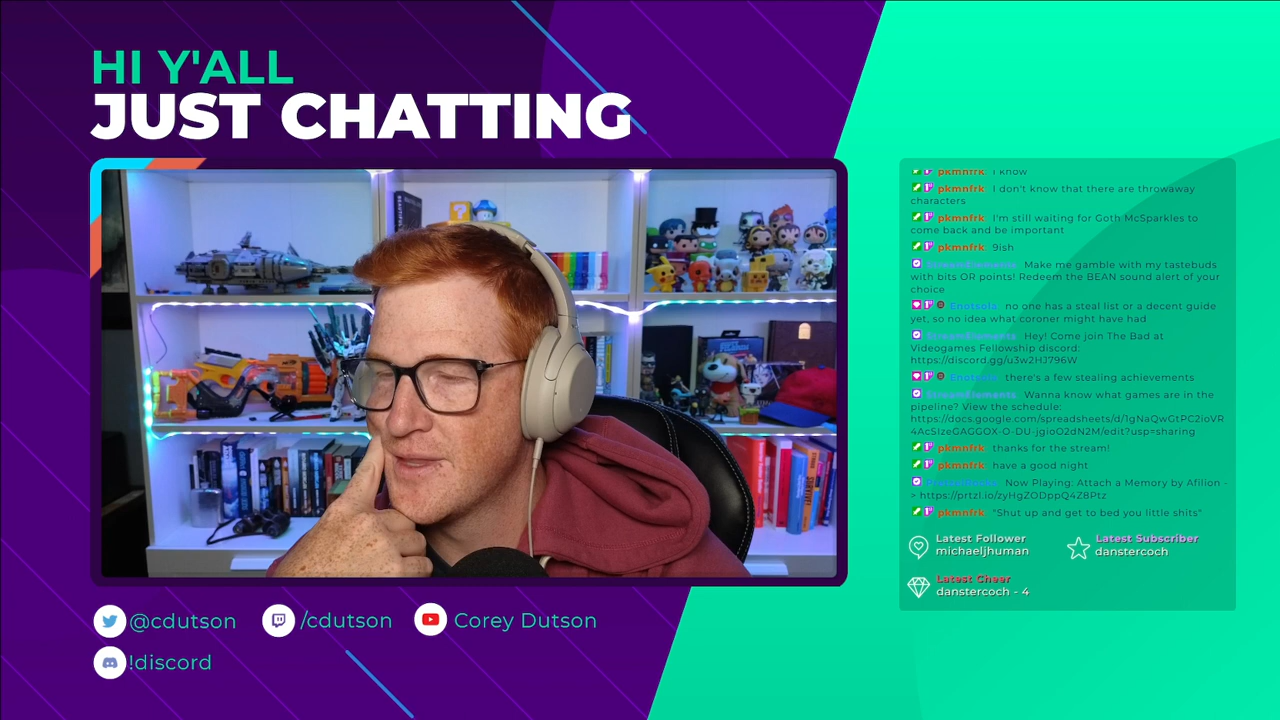 HI Y'ALL
JUST CHATTING
@cdutson
/cdutson
Corey Dutson
!discord
pkmnfrk i know
pkmnfrk I don't know that there are throwaway
characters
pkmnfrk I'm still waiting for Goth McSparkles to
come back and be important
pkmnfrk 9ish
StreamElements Make me gamble with my tastebuds
with bits OR points! Redeem the BEAN sound alert of your
choice
Enotsola no one has a steal list or a decent guide
yet, so no idea what coroner might have had
StreamElements Hey! Come join The Bad at
Videogames Fellowship discord:
https://discord.gg/u3w2HJ796W
Enotsola there's a few stealing achievements
StreamElements Wanna know what games are in the
pipeline? View the schedule:
https://docs.google.com/spreadsheets/d/1gNaQwGtPC2ioVR
4AcSIzeGAGGOX-O-DU-jgioO2dN2M/edit?usp=sharing
pkmnfrk thanks for the stream!
pkmnfrk have a good night
Now Playing: Attach a Memory by Afilion -
> https://prtzl.io/zyHgZODppQ4Z8Ptz
pkmnfrk "Shut up and get to bed you little shits"
Latest Follower
michaeljhuman
Latest Subscriber
danstercoch
Latest Cheer
danstercoch - 4